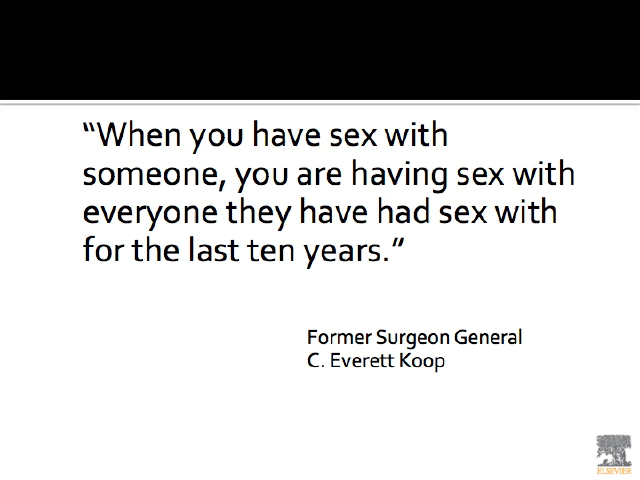 “When you have sex with
someone, you are having sex with
everyone they have had sex with
for the last ten years.”
Former Surgeon General
C. Everett Koop
ELSEVIER